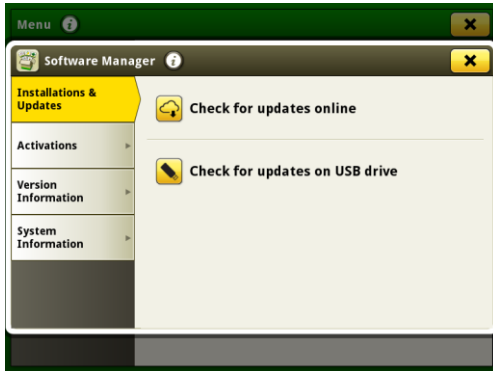 Menu
Software Manager
Installations &
Updates
Check for updates online
Activations
Check for updates on USB drive
Version
Information
System
Information